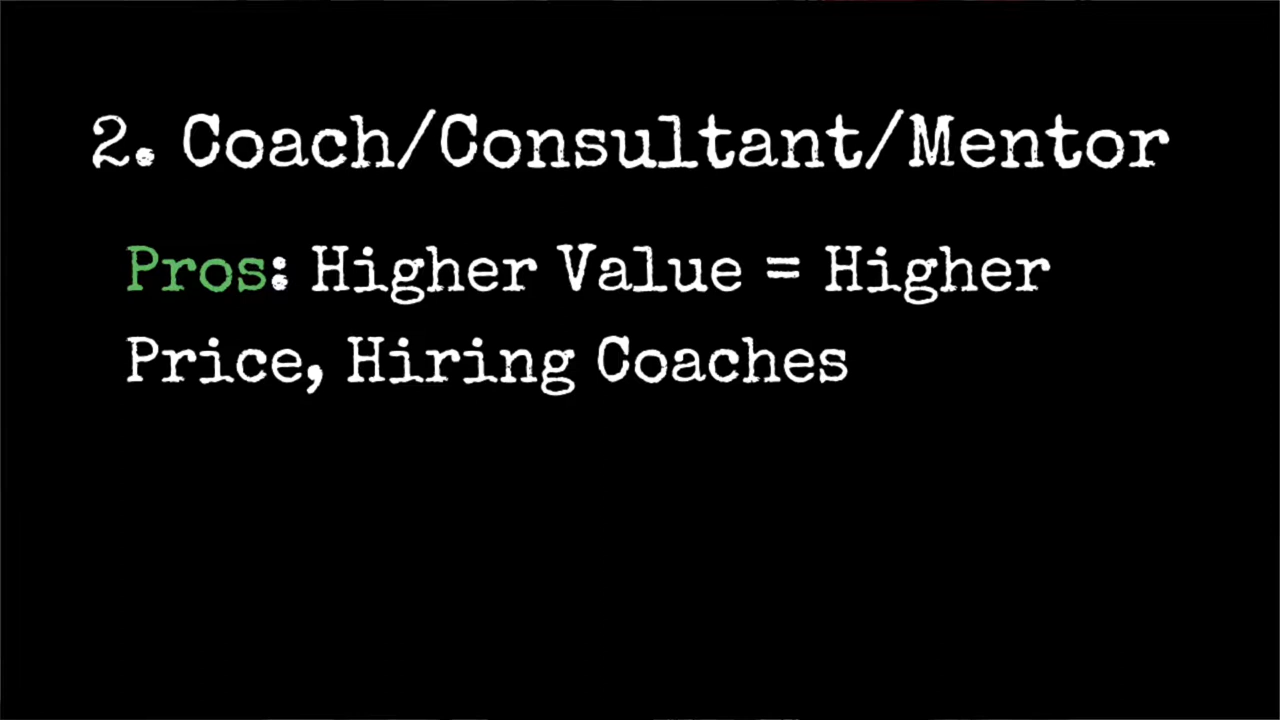 2. Coach/Consultant/Mentor
Pros: Higher Value = Higher
Price, Hiring Coaches